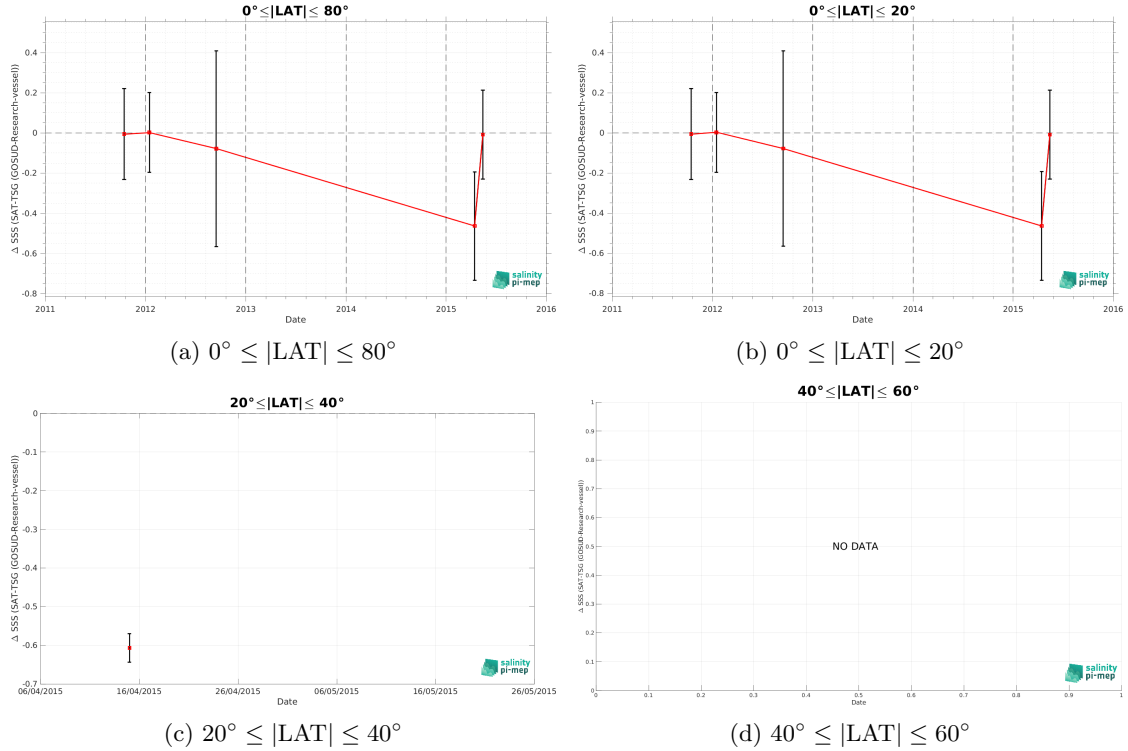 0°≤|LAT|≤ 80°
Δ SSS (SAT-TSG (GOSUD-Research-vessel))
0.4
0.2
0
-0.2
-0.4
-0.6
-0.8
2011 2012 2013 2014 2015 2016
Date
salinity
pi-mep
(a) 0° ≤ |LAT| ≤ 80°
0°≤|LAT|≤ 20°
Δ SSS (SAT-TSG (GOSUD-Research-vessel))
0.4
0.2
0
-0.2
-0.4
-0.6
-0.8
2011 2012 2013 2014 2015 2016
Date
salinity
pi-mep
(b) 0° ≤ |LAT| ≤ 20°
20°≤|LAT|≤ 40°
Δ SSS (SAT-TSG (GOSUD-Research-vessel))
0
-0.1
-0.2
-0.3
-0.4
-0.5
-0.6
-0.7
06/04/2015 16/04/2015 26/04/2015 06/05/2015 16/05/2015 26/05/2015
Date
salinity
pi-mep
(c) 20° ≤ |LAT| ≤ 40°
40°≤|LAT|≤ 60°
Δ SSS (SAT-TSG (GOSUD-Research-vessel))
1
0.9
0.8
0.7
0.6
0.5
0.4
0.3
0.2
0.1
0
NO DATA
0 0.1 0.2 0.3 0.4 0.5 0.6 0.7 0.8 0.9 1
Date
salinity
pi-mep
(d) 40° ≤ |LAT| ≤ 60°